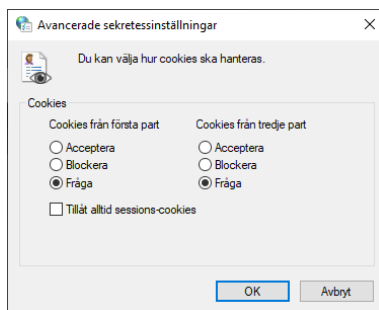 Avancerade sekretessinställningar
Du kan välja hur cookies ska hanteras.
Cookies
Cookies från första part
Acceptera
Blockera
Fråga
Cookies från tredje part
Acceptera
Blockera
Fråga
Tillåt alltid sessions-cookies
OK
Avbryt